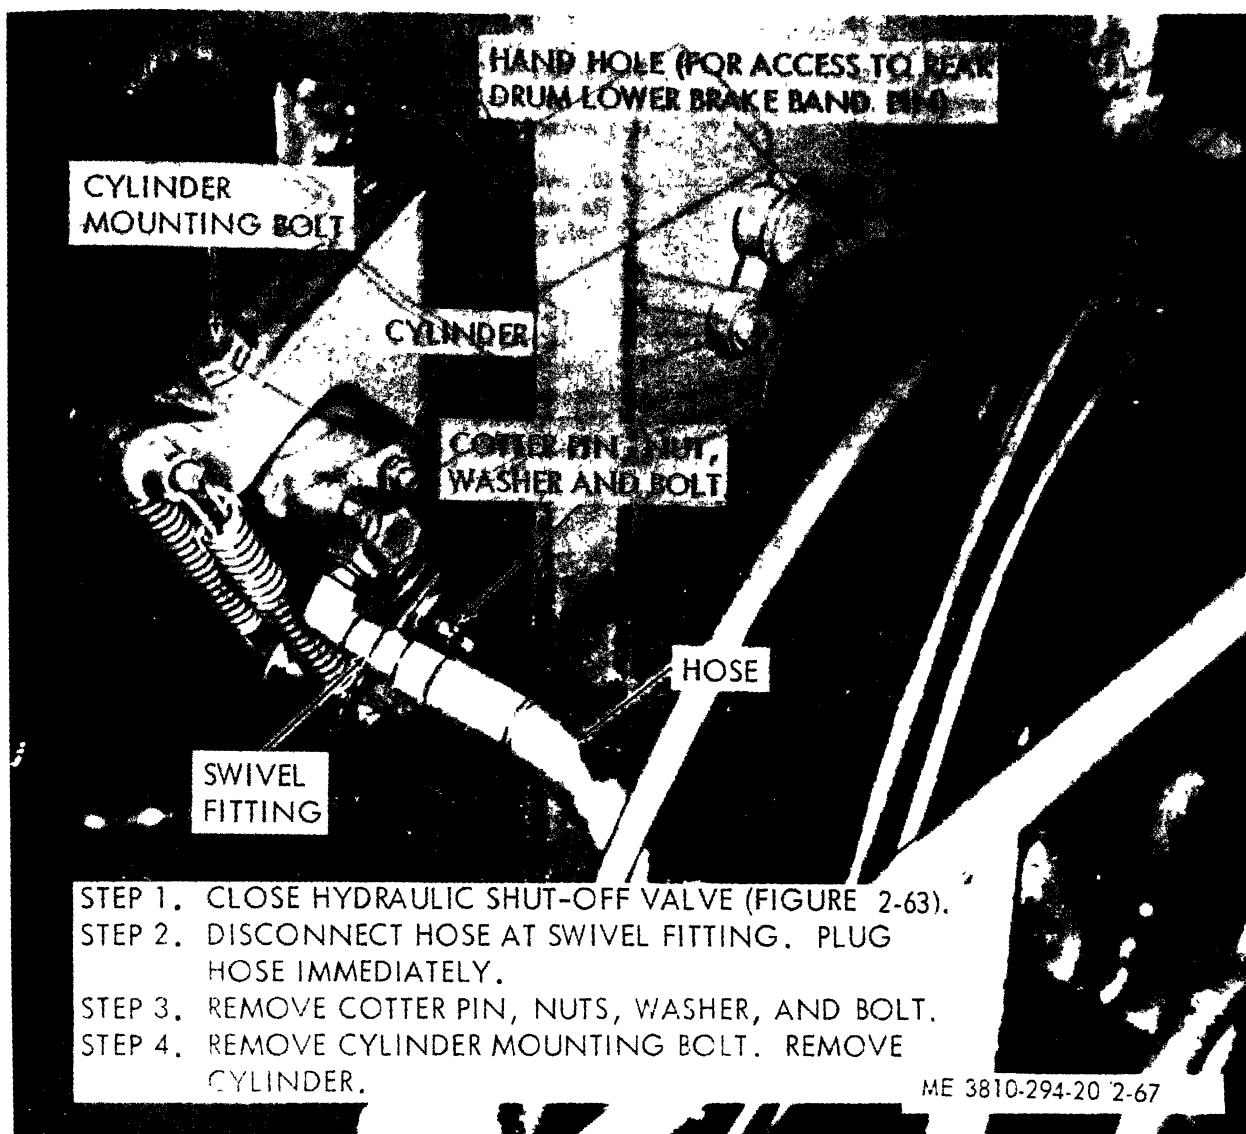 HAND HOLE (FOR ACCESS TO REAR
DRUM LOWER BRAKE BAND PIN)
CYLINDER
MOUNTING BOLT
CYLINDER
COTTER PIN, NUT,
WASHER AND BOLT
HOSE
SWIVEL
FITTING
STEP 1. CLOSE HYDRAULIC SHUT-OFF VALVE (FIGURE 2-63).
STEP 2. DISCONNECT HOSE AT SWIVEL FITTING. PLUG
HOSE IMMEDIATELY.
STEP 3. REMOVE COTTER PIN, NUTS, WASHER, AND BOLT.
STEP 4. REMOVE CYLINDER MOUNTING BOLT. REMOVE
CYLINDER.
ME 3810-294-20 2-67